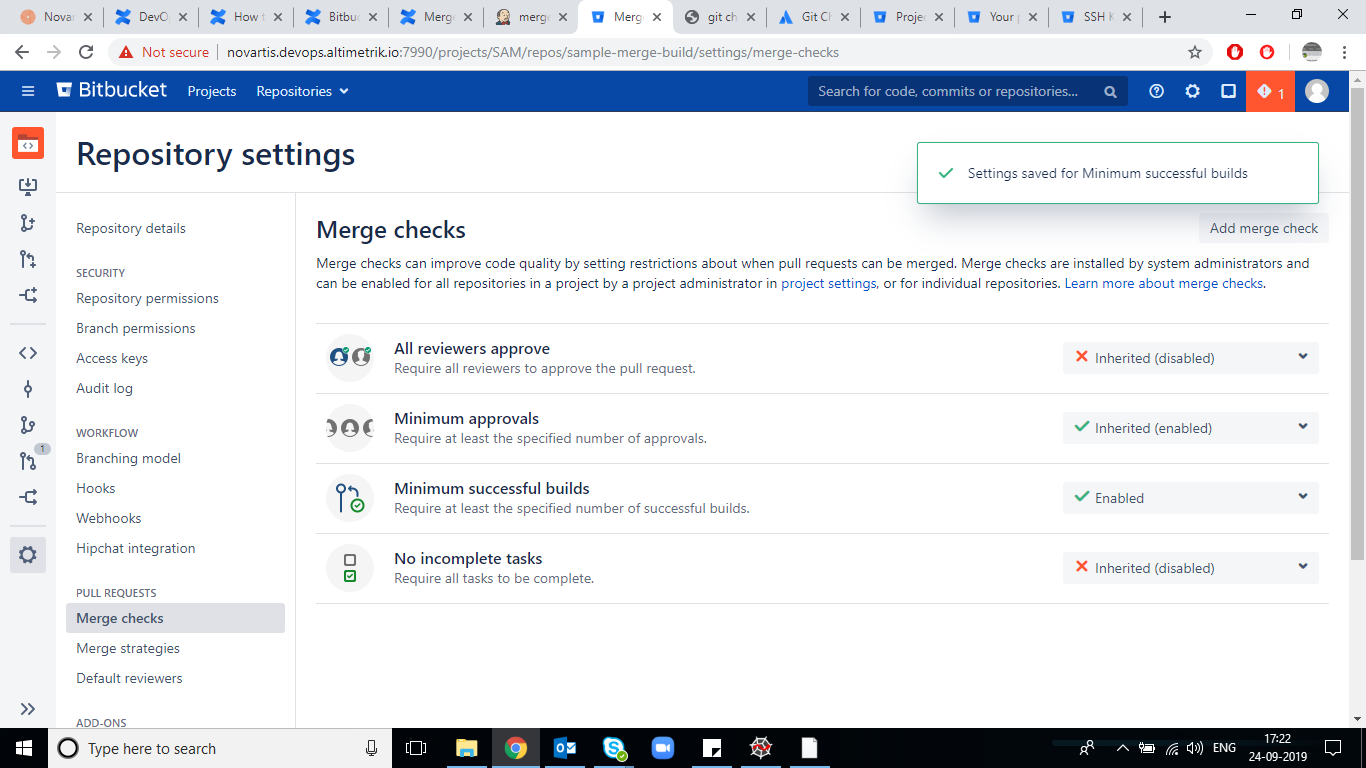 Novar
DevO
How t
Bitbu
Merge
merge
Merg
git ch
Git Ch
Proje
Your p
SSH K
Not secure
novartis.devops.altimetrik.io:7990/projects/SAM/repos/sample-merge-build/settings/merge-checks
Bitbucket
Projects
Repositories
Search for code, commits or repositories...
1
Repository settings
Settings saved for Minimum successful builds
Repository details
SECURITY
Repository permissions
Branch permissions
Access keys
Audit log
WORKFLOW
Branching model
Hooks
Webhooks
Hipchat integration
PULL REQUESTS
Merge checks
Merge strategies
Default reviewers
ADD-ONS
1
Merge checks
Add merge check
Merge checks can improve code quality by setting restrictions about when pull requests can be merged. Merge checks are installed by system administrators and
can be enabled for all repositories in a project by a project administrator in project settings, or for individual repositories. Learn more about merge checks.
All reviewers approve
Require all reviewers to approve the pull request.
Inherited (disabled)
Minimum approvals
Require at least the specified number of approvals.
Inherited (enabled)
Minimum successful builds
Require at least the specified number of successful builds.
Enabled
No incomplete tasks
Require all tasks to be complete.
Inherited (disabled)
Type here to search
ENG
17:22
24-09-2019